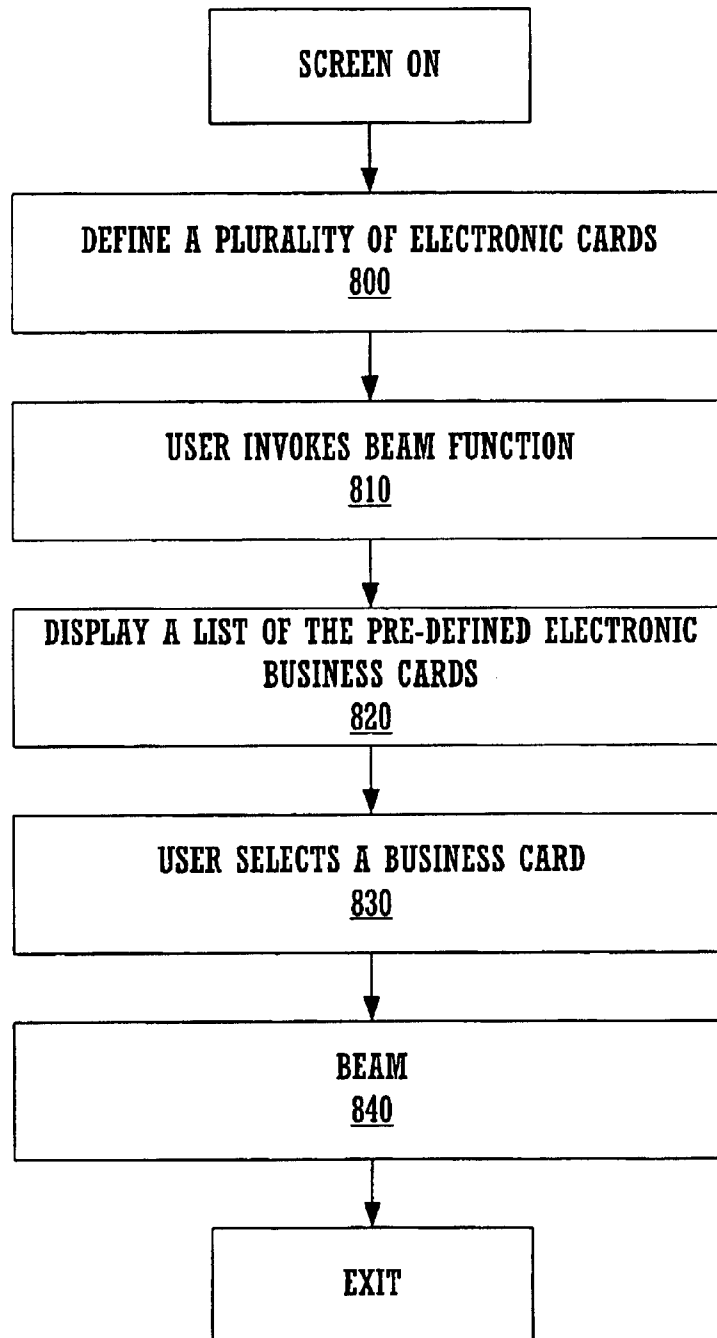 SCREEN ON
DEFINE A PLURALITY OF ELECTRONIC CARDS
800
USER INVOKES BEAM FUNCTION
810
DISPLAY A LIST OF THE PRE-DEFINED ELECTRONIC
BUSINESS CARDS
820
USER SELECTS A BUSINESS CARD
830
BEAM
840
EXIT